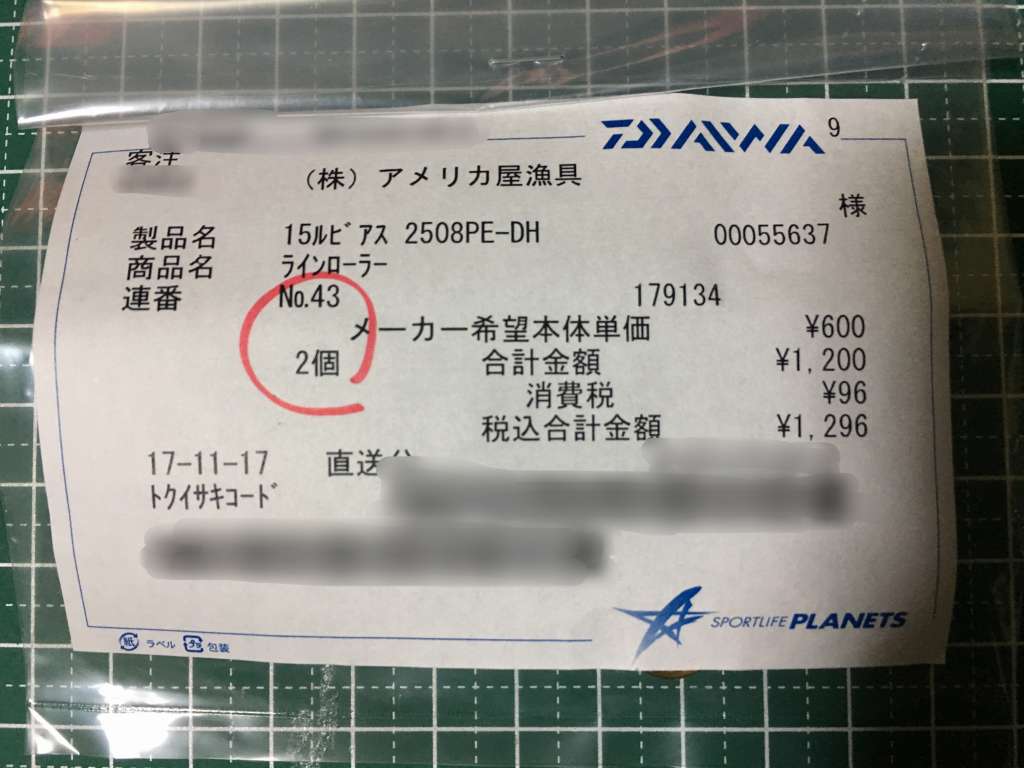 DAIWA 9
客注
(株) アメリカ屋漁具
様
製品名 15ﾙﾋﾞｱｽ 2508PE-DH 00055637
商品名 ﾗｲﾝﾛｰﾗｰ
連番 No.43 179134
メーカー希望本体単価 ¥600
2個 合計金額 ¥1,200
消費税 ¥96
税込合計金額 ¥1,296
17-11-17 直送分
ﾄｸｲｻｷｺｰﾄﾞ
SPORTLIFE PLANETS
紙 ラベル プラ 包装